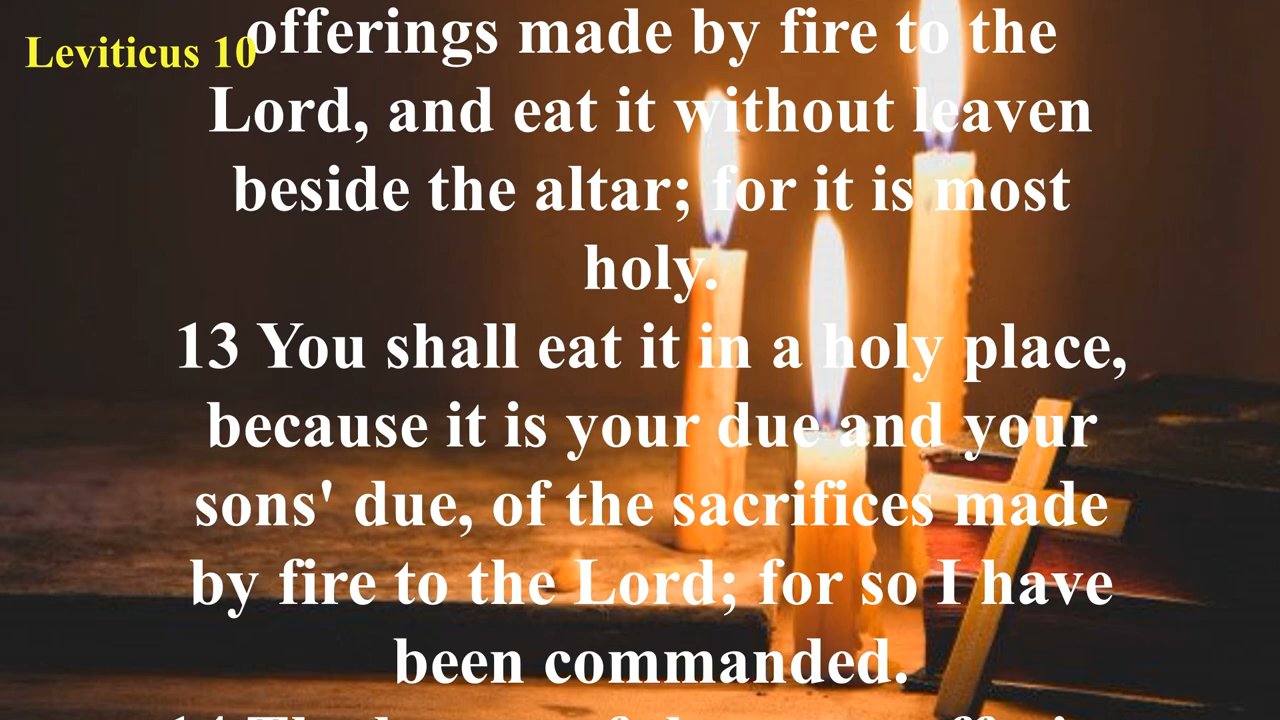 Leviticus 10
offerings made by fire to the
Lord, and eat it without leaven
beside the altar; for it is most
holy.
13 You shall eat it in a holy place,
because it is your due and your
sons' due, of the sacrifices made
by fire to the Lord; for so I have
been commanded.